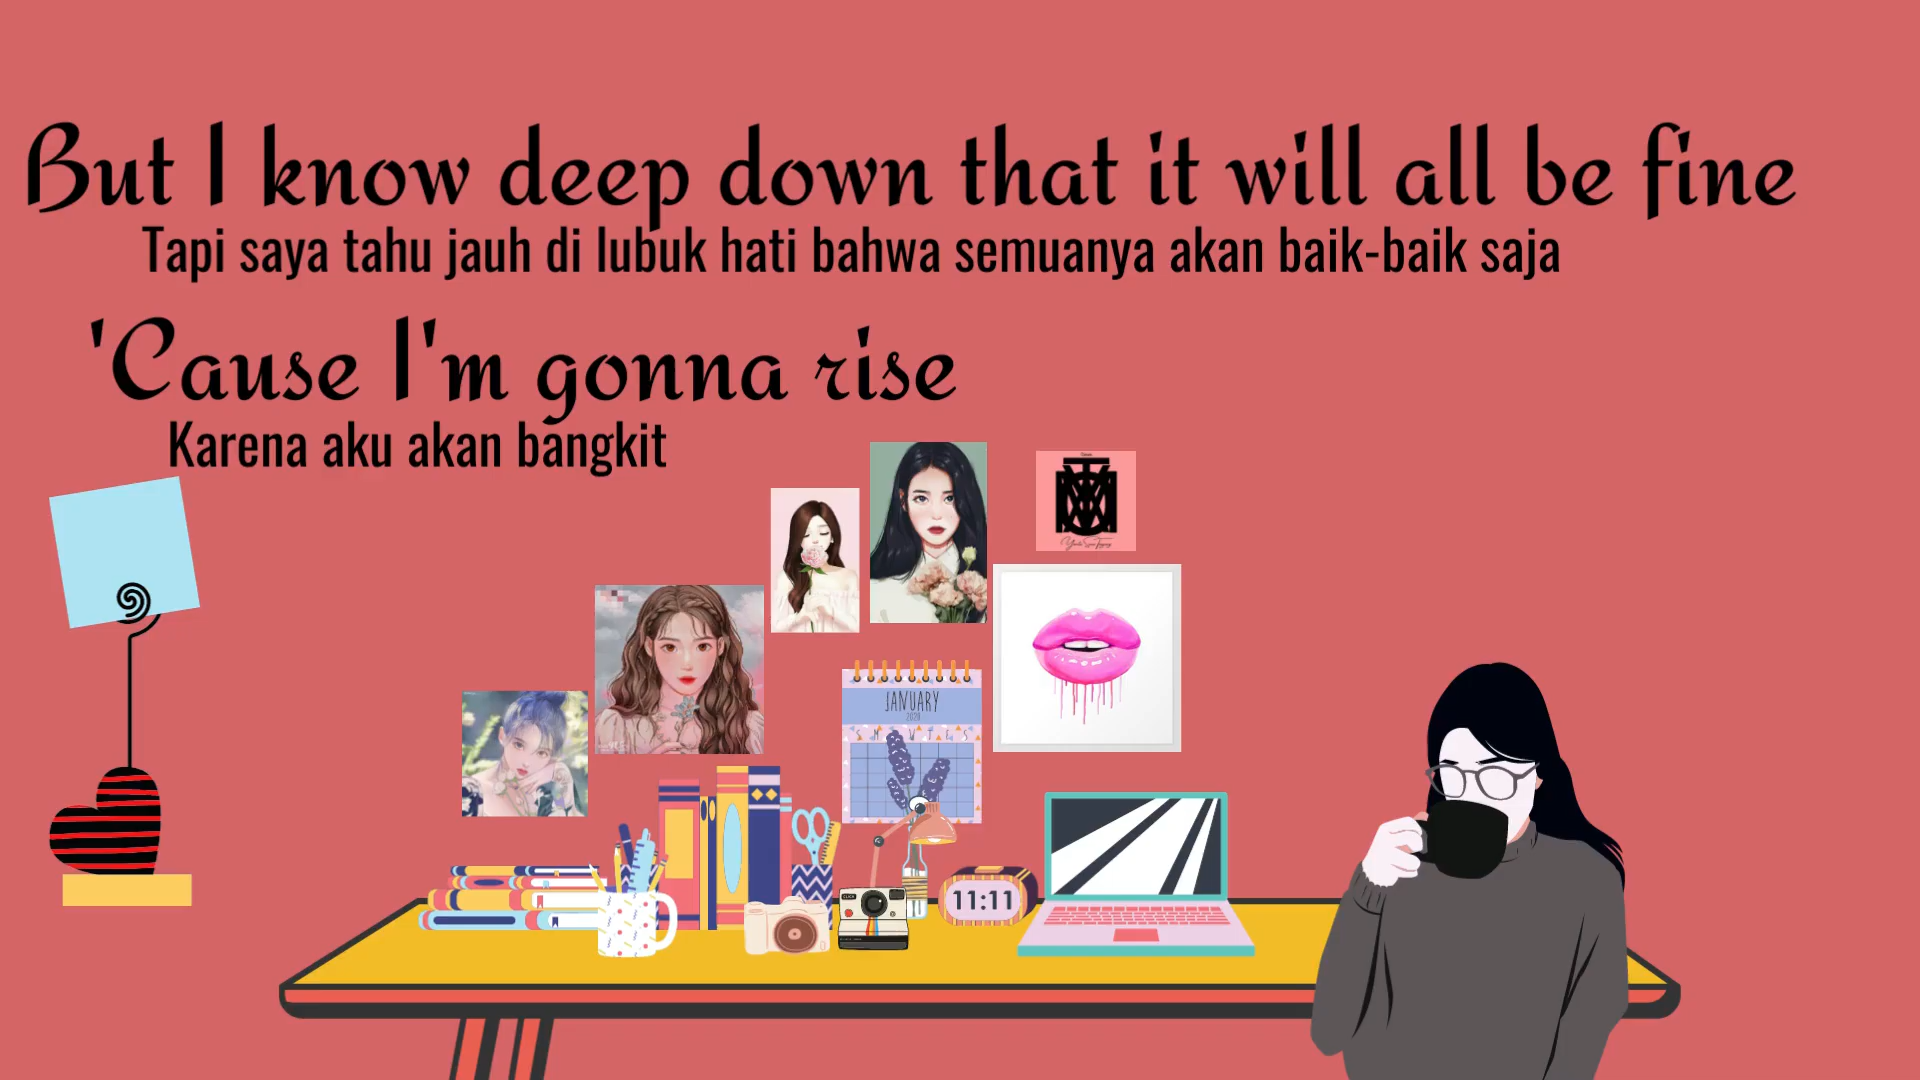 But I know deep down that it will all be fine
Tapi saya tahu jauh di lubuk hati bahwa semuanya akan baik-baik saja
'Cause I'm gonna rise
Karena aku akan bangkit
JANUARY
S M W T F S
11:11